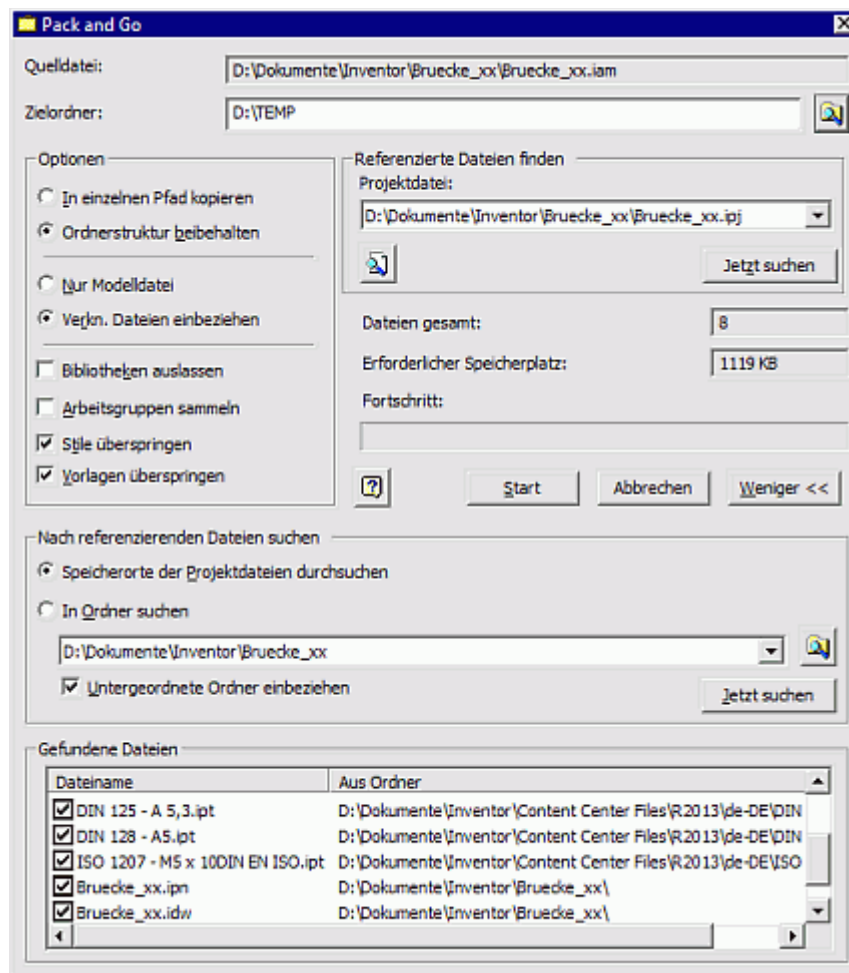 Pack and Go
Quelldatei: D:\Dokumente\Inventor\Bruecke_xx\Bruecke_xx.iam
Zielordner: D:\TEMP
Optionen
In einzelnen Pfad kopieren
Ordnerstruktur beibehalten
Nur Modelldatei
Verkn. Dateien einbeziehen
Bibliotheken auslassen
Arbeitsgruppen sammeln
Stile überspringen
Vorlagen überspringen
Referenzierte Dateien finden
Projektdatei:
D:\Dokumente\Inventor\Bruecke_xx\Bruecke_xx.ipj
Jetzt suchen
Dateien gesamt: 8
Erforderlicher Speicherplatz: 1119 KB
Fortschritt:
Start Abbrechen Weniger <<
Nach referenzierenden Dateien suchen
Speicherorte der Projektdateien durchsuchen
In Ordner suchen
D:\Dokumente\Inventor\Bruecke_xx
Untergeordnete Ordner einbeziehen
Jetzt suchen
Gefundene Dateien
Dateiname Aus Ordner
DIN 125 - A 5,3.ipt D:\Dokumente\Inventor\Content Center Files\R2013\de-DE\DIN
DIN 128 - A5.ipt D:\Dokumente\Inventor\Content Center Files\R2013\de-DE\DIN
ISO 1207 - M5 x 10DIN EN ISO.ipt D:\Dokumente\Inventor\Content Center Files\R2013\de-DE\ISO
Bruecke_xx.ipn D:\Dokumente\Inventor\Bruecke_xx\
Bruecke_xx.idw D:\Dokumente\Inventor\Bruecke_xx\